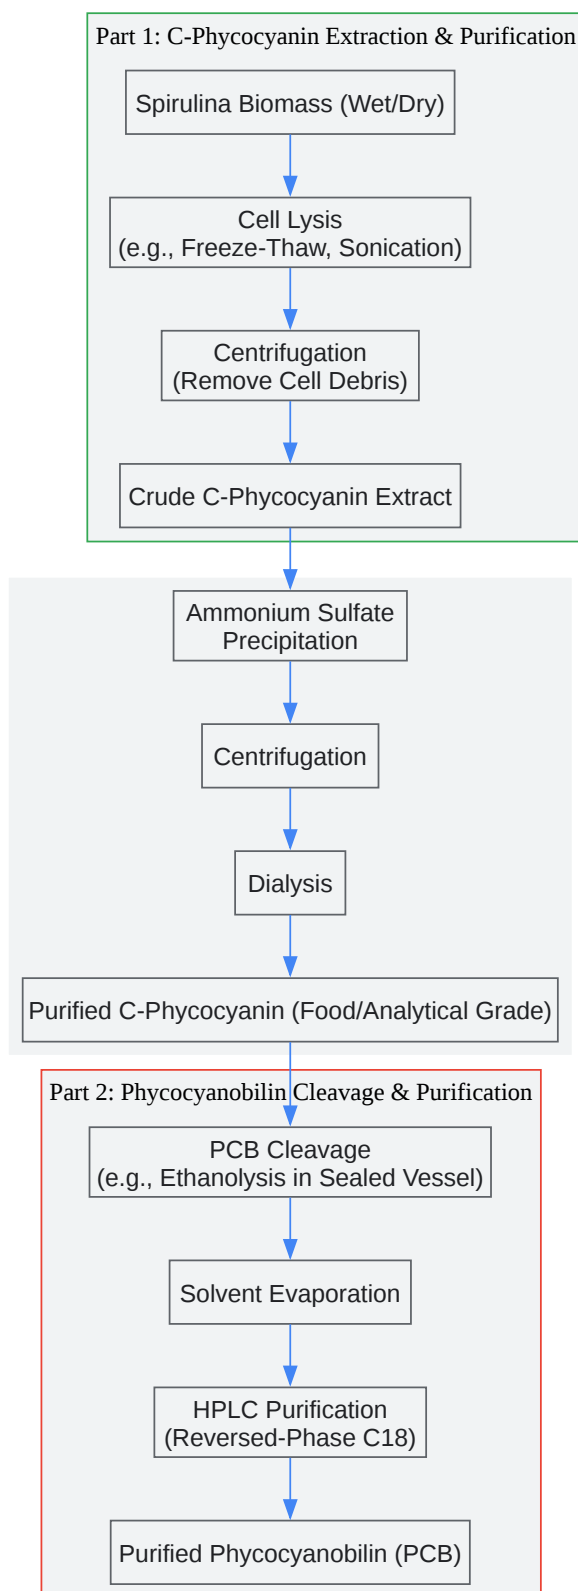 Part 1: C-Phycocyanin Extraction & Purification
Spirulina Biomass (Wet/Dry)
Cell Lysis
(e.g., Freeze-Thaw, Sonication)
Centrifugation
(Remove Cell Debris)
Crude C-Phycocyanin Extract
Ammonium Sulfate
Precipitation
Centrifugation
Dialysis
Purified C-Phycocyanin (Food/Analytical Grade)
Part 2: Phycocyanobilin Cleavage & Purification
PCB Cleavage
(e.g., Ethanolysis in Sealed Vessel)
Solvent Evaporation
HPLC Purification
(Reversed-Phase C18)
Purified Phycocyanobilin (PCB)